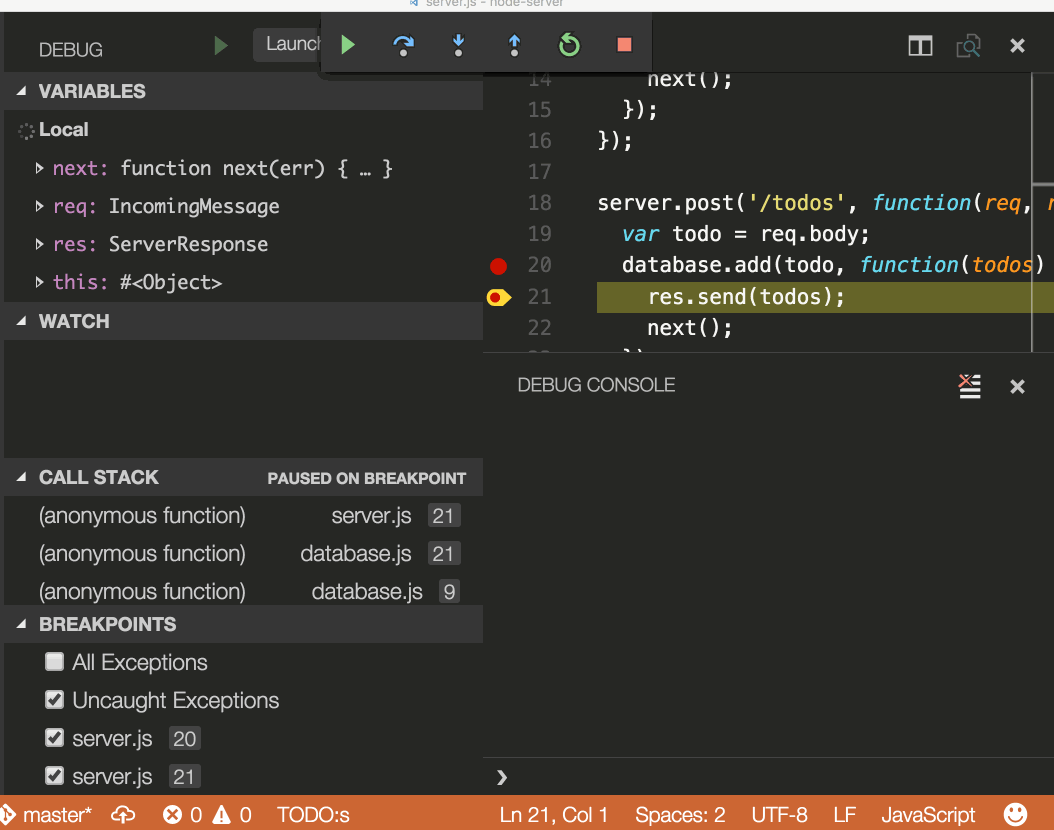 server.js - node-server
DEBUG
Launch
VARIABLES
Local
next: function next(err) { … }
req: IncomingMessage
res: ServerResponse
this: #<Object>
WATCH
CALL STACK PAUSED ON BREAKPOINT
(anonymous function) server.js 21
(anonymous function) database.js 21
(anonymous function) database.js 9
BREAKPOINTS
All Exceptions
Uncaught Exceptions
server.js 20
server.js 21
14 next();
15 });
16 });
17
18 server.post('/todos', function(req,
19 var todo = req.body;
20 database.add(todo, function(todos)
21 res.send(todos);
22 next();
DEBUG CONSOLE
❯
master* 0 0 TODO:s Ln 21, Col 1 Spaces: 2 UTF-8 LF JavaScript